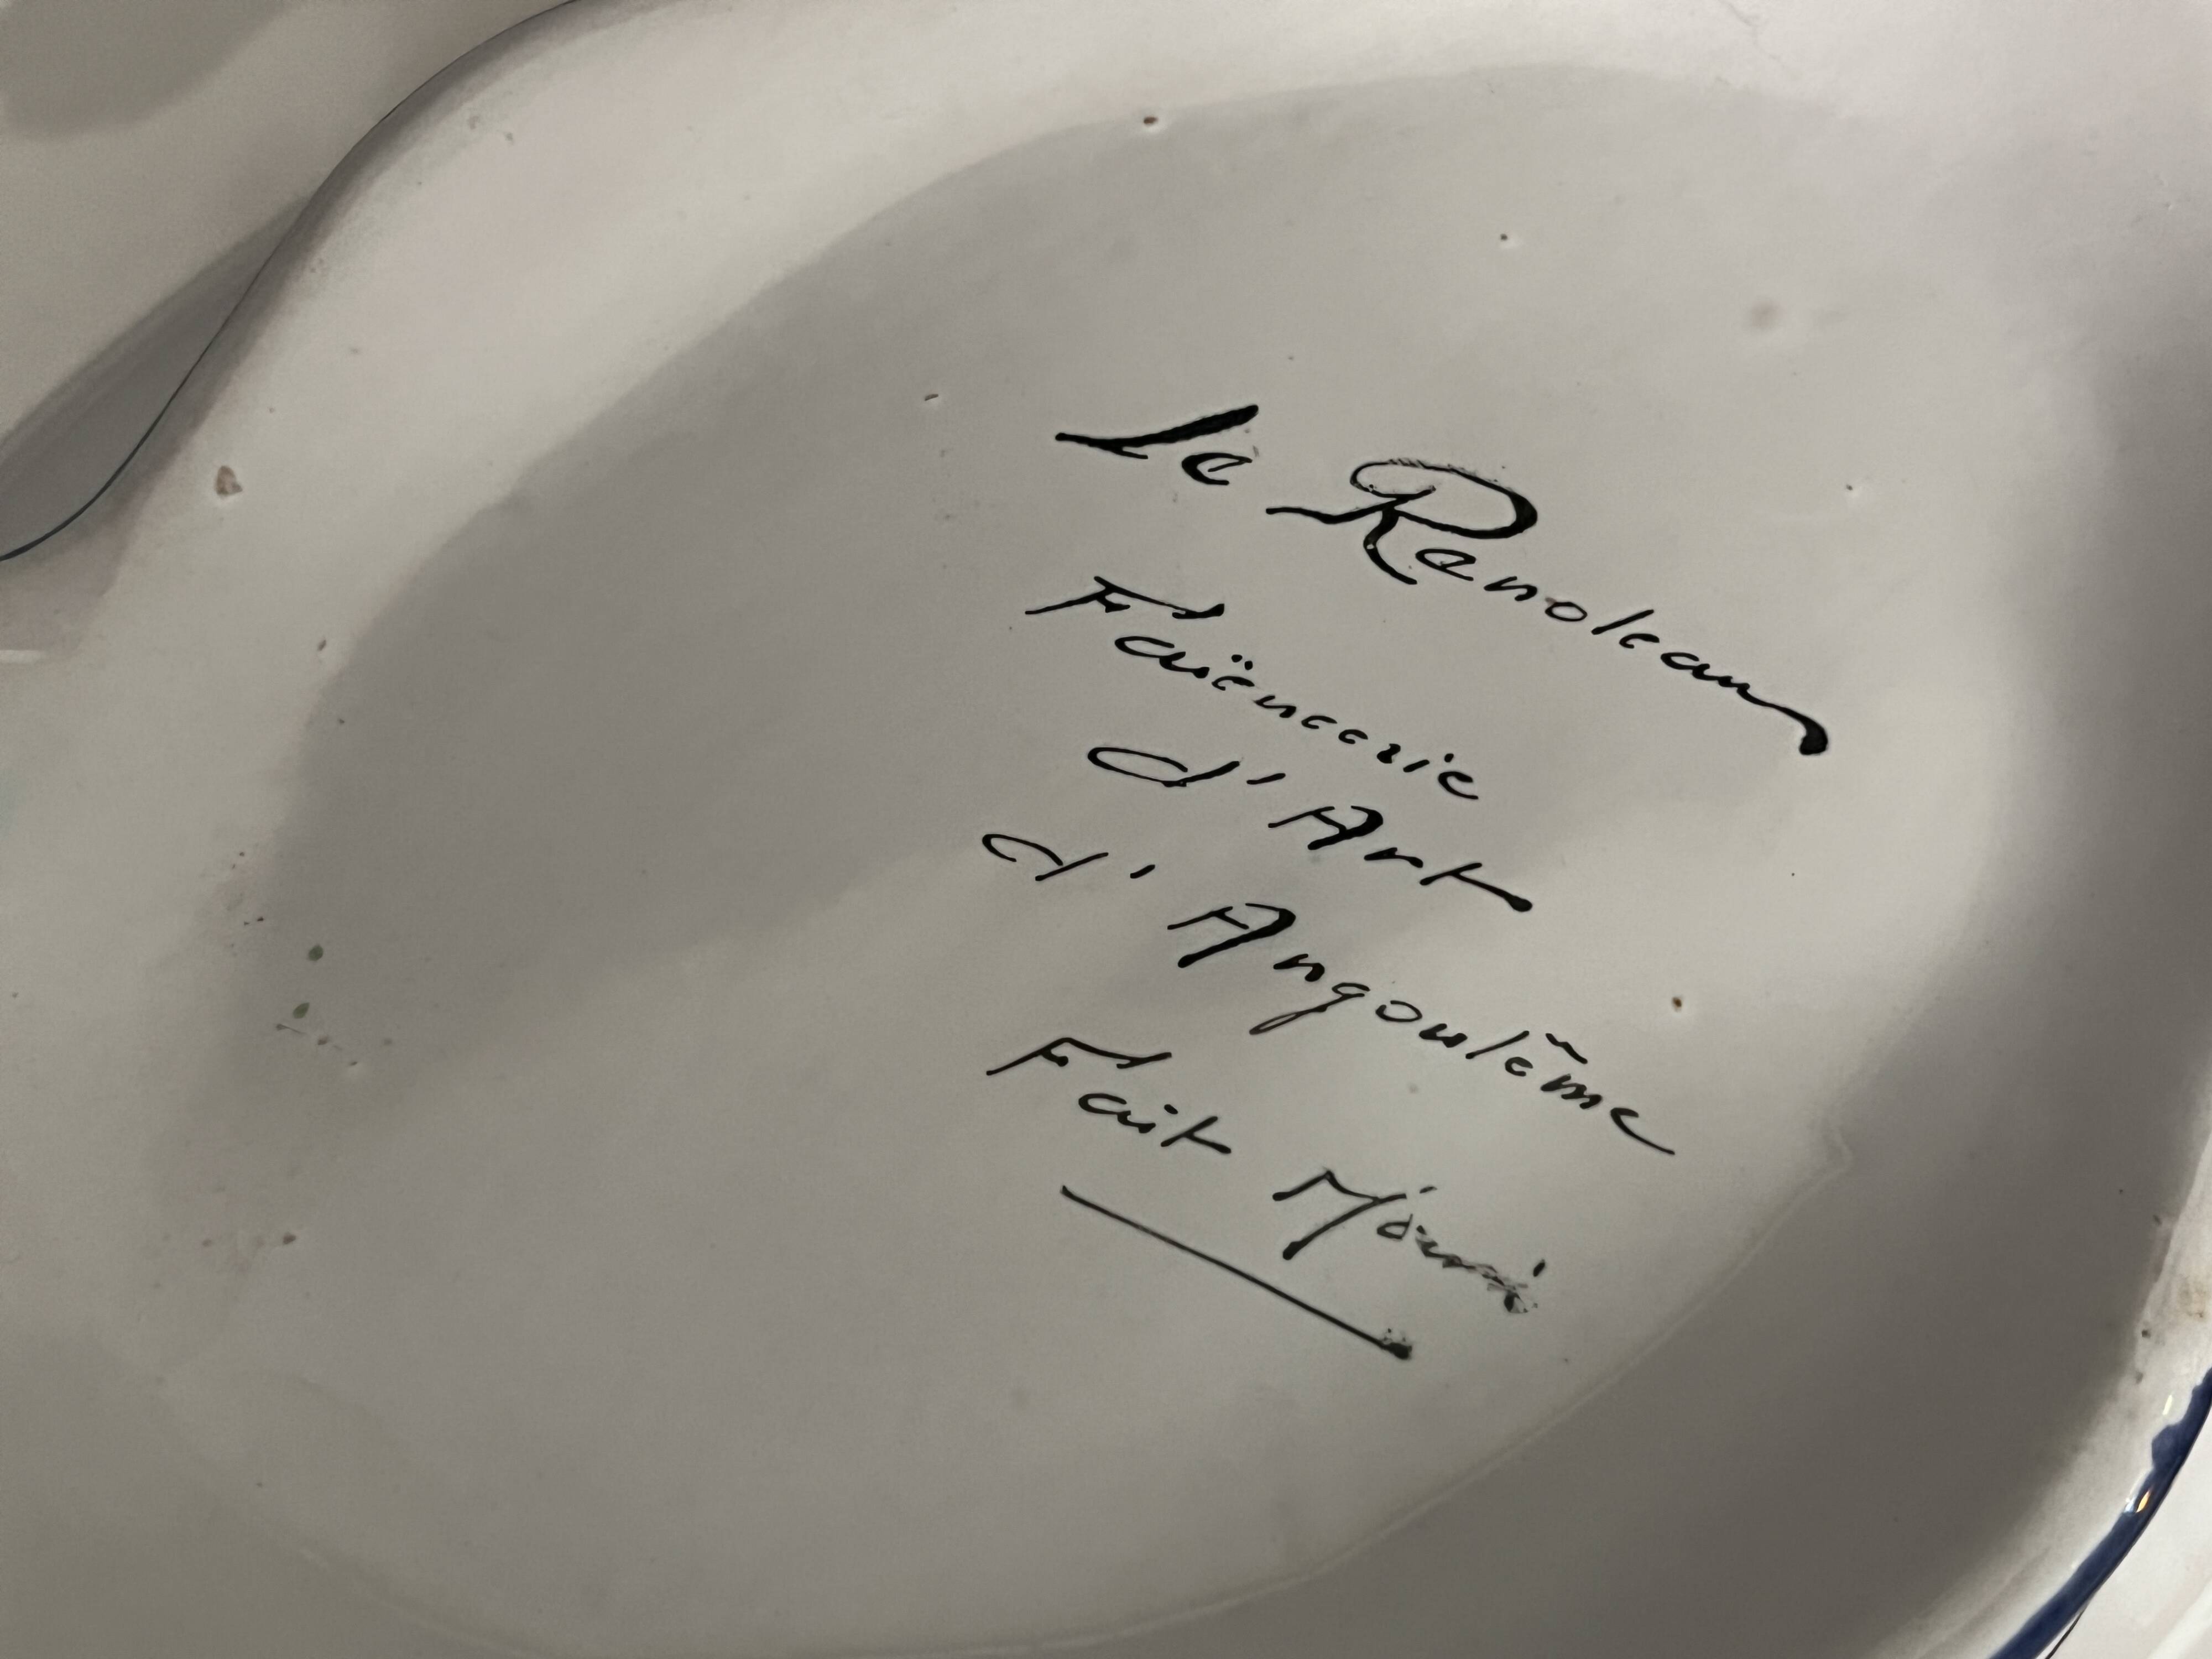 Le Renoleau
Faïencerie
d'Art
d'Angoulême
Fait Main